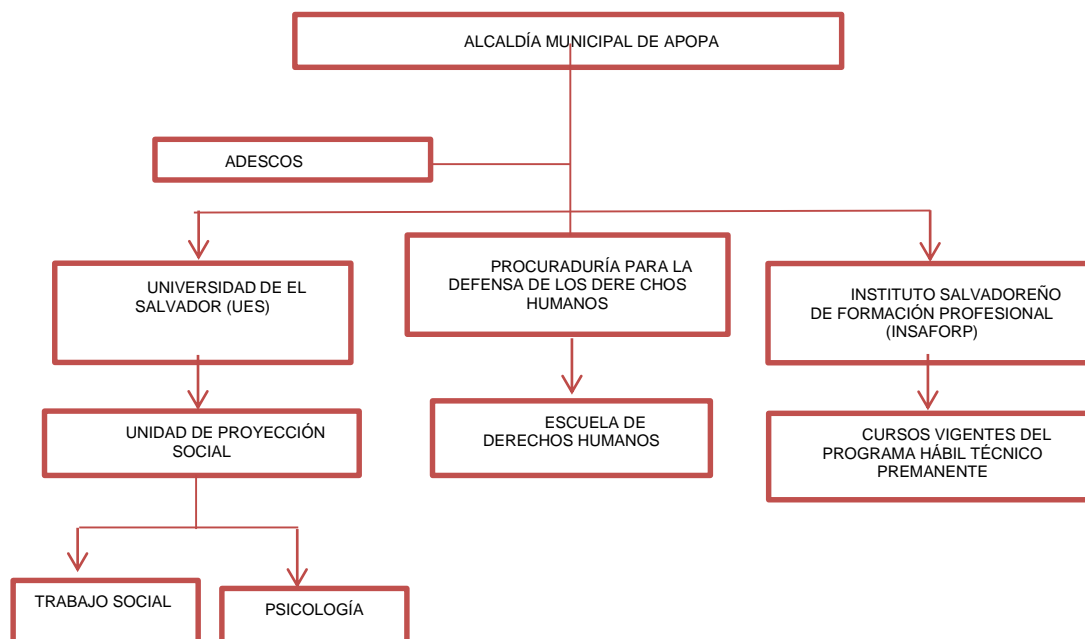 ALCALDÍA MUNICIPAL DE APOPA
ADESCOS
UNIVERSIDAD DE EL
SALVADOR (UES)
PROCURADURÍA PARA LA
DEFENSA DE LOS DERE CHOS
HUMANOS
INSTITUTO SALVADOREÑO
DE FORMACIÓN PROFESIONAL
(INSAFORP)
UNIDAD DE PROYECCIÓN
SOCIAL
ESCUELA DE
DERECHOS HUMANOS
CURSOS VIGENTES DEL
PROGRAMA HÁBIL TÉCNICO
PREMANENTE
TRABAJO SOCIAL
PSICOLOGÍA